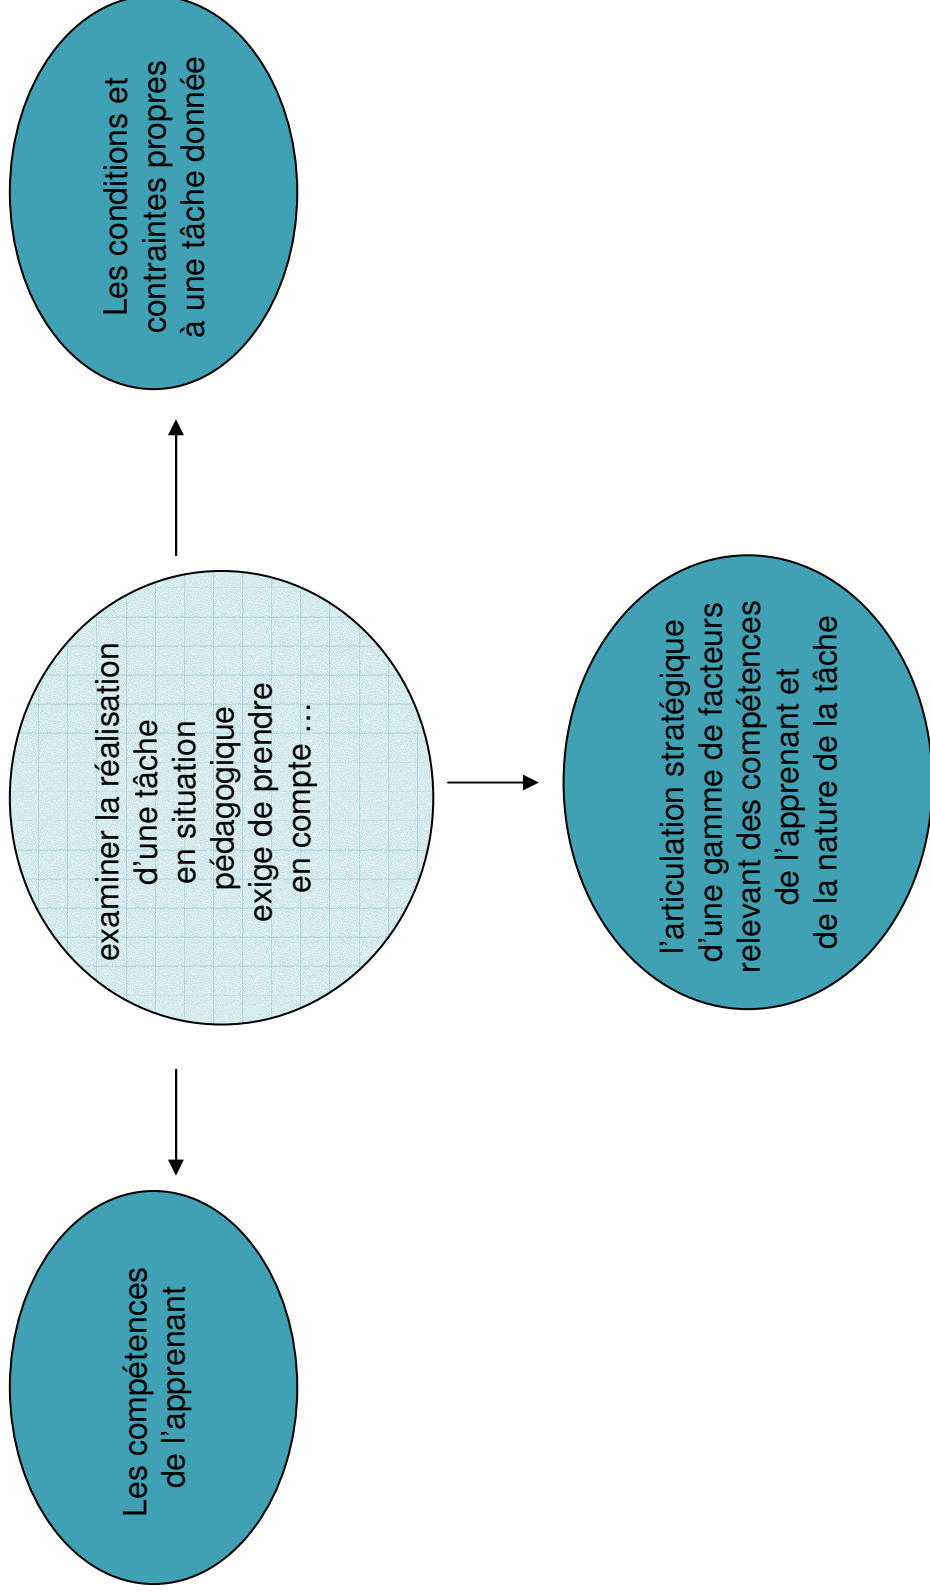 Les compétences
de l'apprenant
examiner la réalisation
d'une tâche
en situation
pédagogique
exige de prendre
en compte …
Les conditions et
contraintes propres
à une tâche donnée
l'articulation stratégique
d'une gamme de facteurs
relevant des compétences
de l'apprenant et
de la nature de la tâche